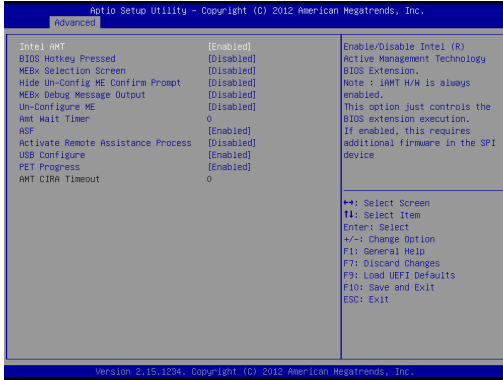 Aptio Setup Utility – Copyright (C) 2012 American Megatrends, Inc.
Advanced
Intel AMT [Enabled]
BIOS Hotkey Pressed [Disabled]
MEBx Selection Screen [Disabled]
Hide Un-Config ME Confirm Prompt [Disabled]
MEBx Debug Message Output [Disabled]
Un-Configure ME [Disabled]
Amt Wait Timer 0
ASF [Enabled]
Activate Remote Assistance Process [Disabled]
USB Configure [Enabled]
PET Progress [Enabled]
AMT CIRA Timeout 0
Enable/Disable Intel (R)
Active Management Technology
BIOS Extension.
Note : iAMT H/W is always
enabled.
This option just controls the
BIOS extension execution.
If enabled, this requires
additional firmware in the SPI
device
↔: Select Screen
↑↓: Select Item
Enter: Select
+/-: Change Option
F1: General Help
F7: Discard Changes
F9: Load UEFI Defaults
F10: Save and Exit
ESC: Exit
Version 2.15.1234. Copyright (C) 2012 American Megatrends, Inc.